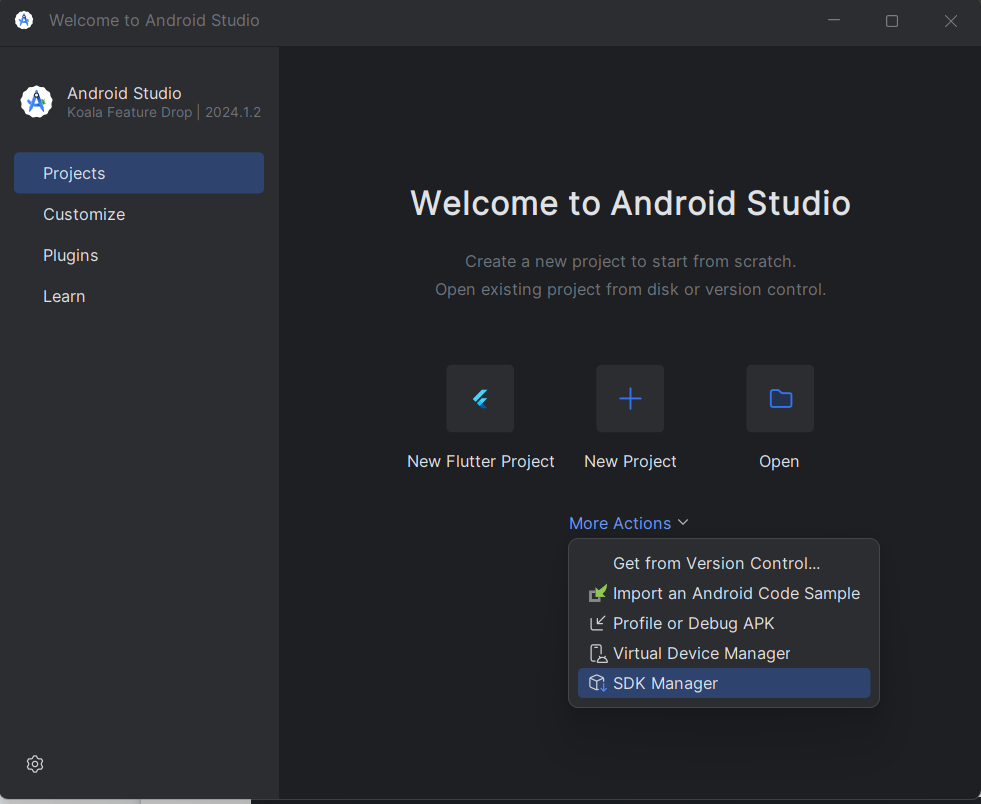 Welcome to Android Studio
Android Studio
Koala Feature Drop | 2024.1.2
Projects
Customize
Plugins
Learn
Welcome to Android Studio
Create a new project to start from scratch.
Open existing project from disk or version control.
New Flutter Project
New Project
Open
More Actions
Get from Version Control...
Import an Android Code Sample
Profile or Debug APK
Virtual Device Manager
SDK Manager